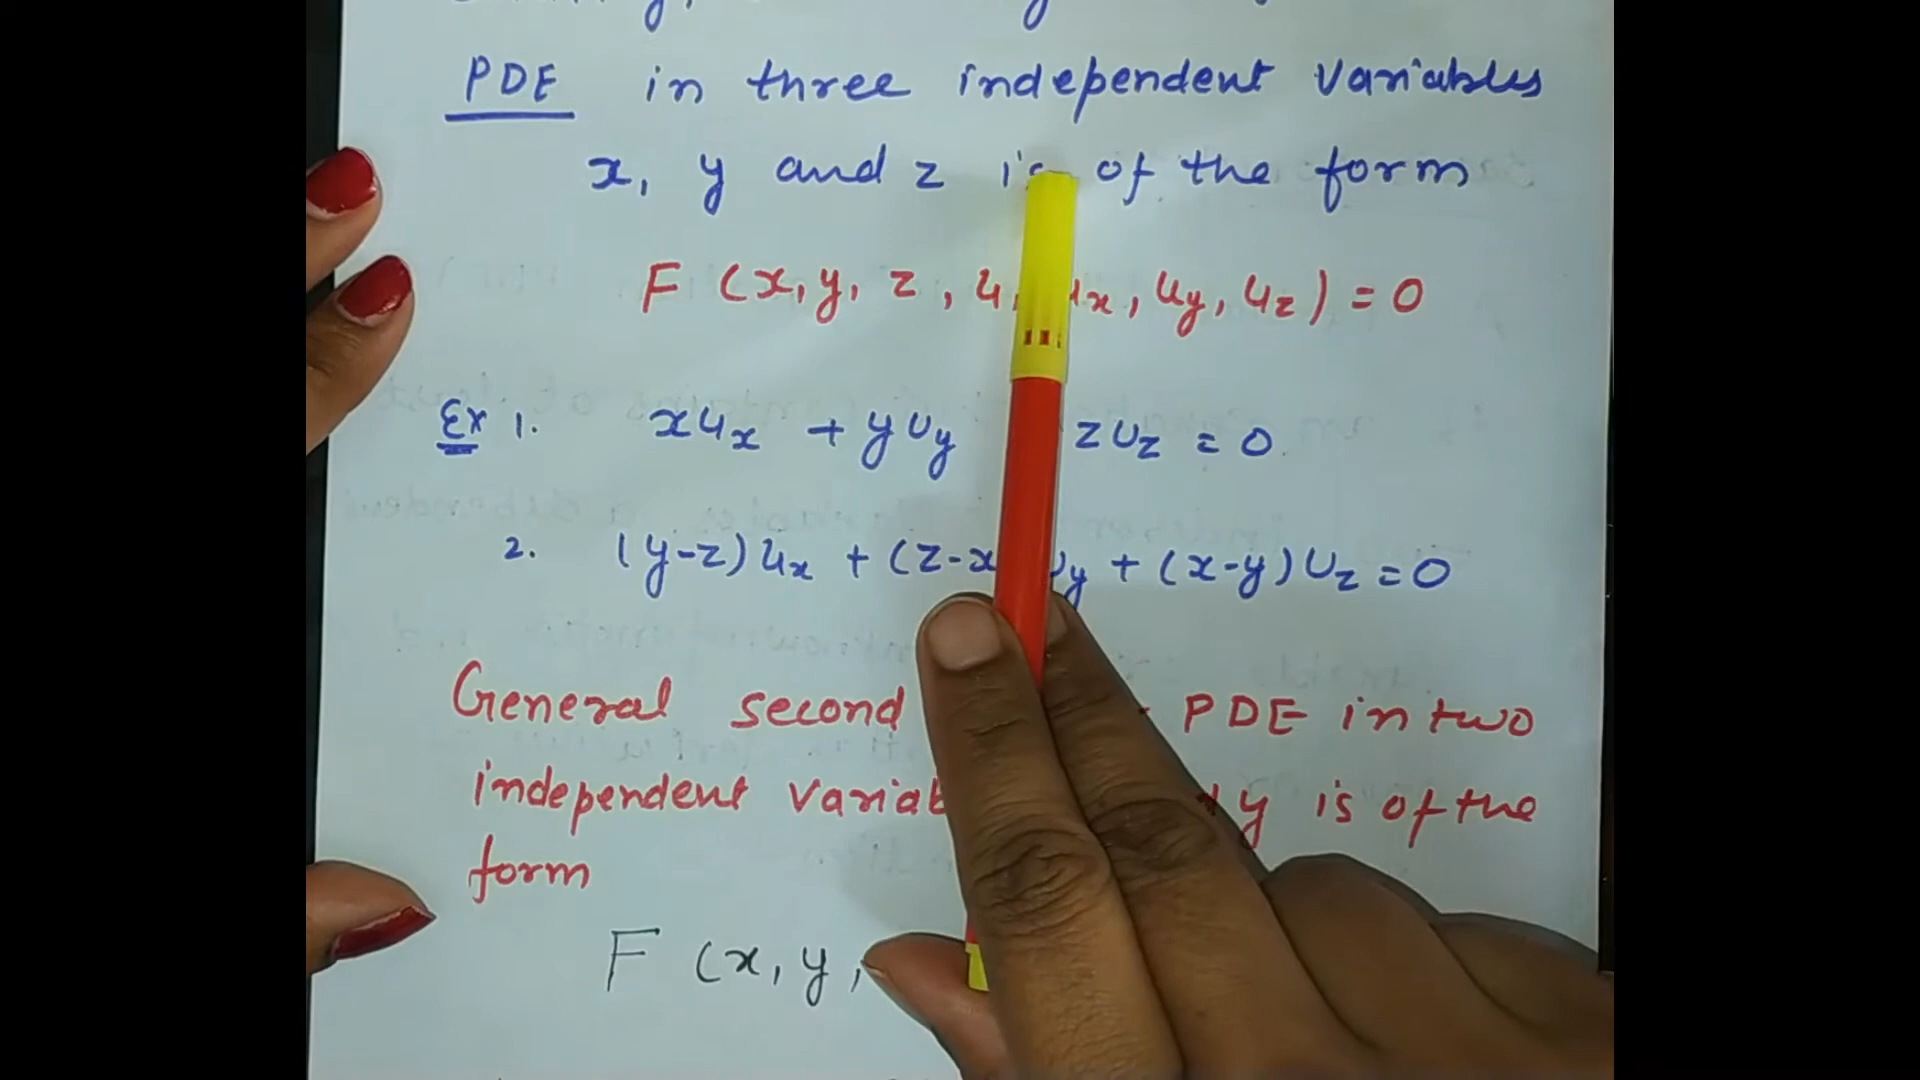 PDE in three independent variables
x, y and z is of the form
F (x, y, z, u, ux, uy, uz) = 0
Ex 1. xux + yuy zuz = 0
2. (y-z) ux + (z-x uy + (x-y) uz = 0
General second PDE in two
independent y is of the
form
F (x, y,